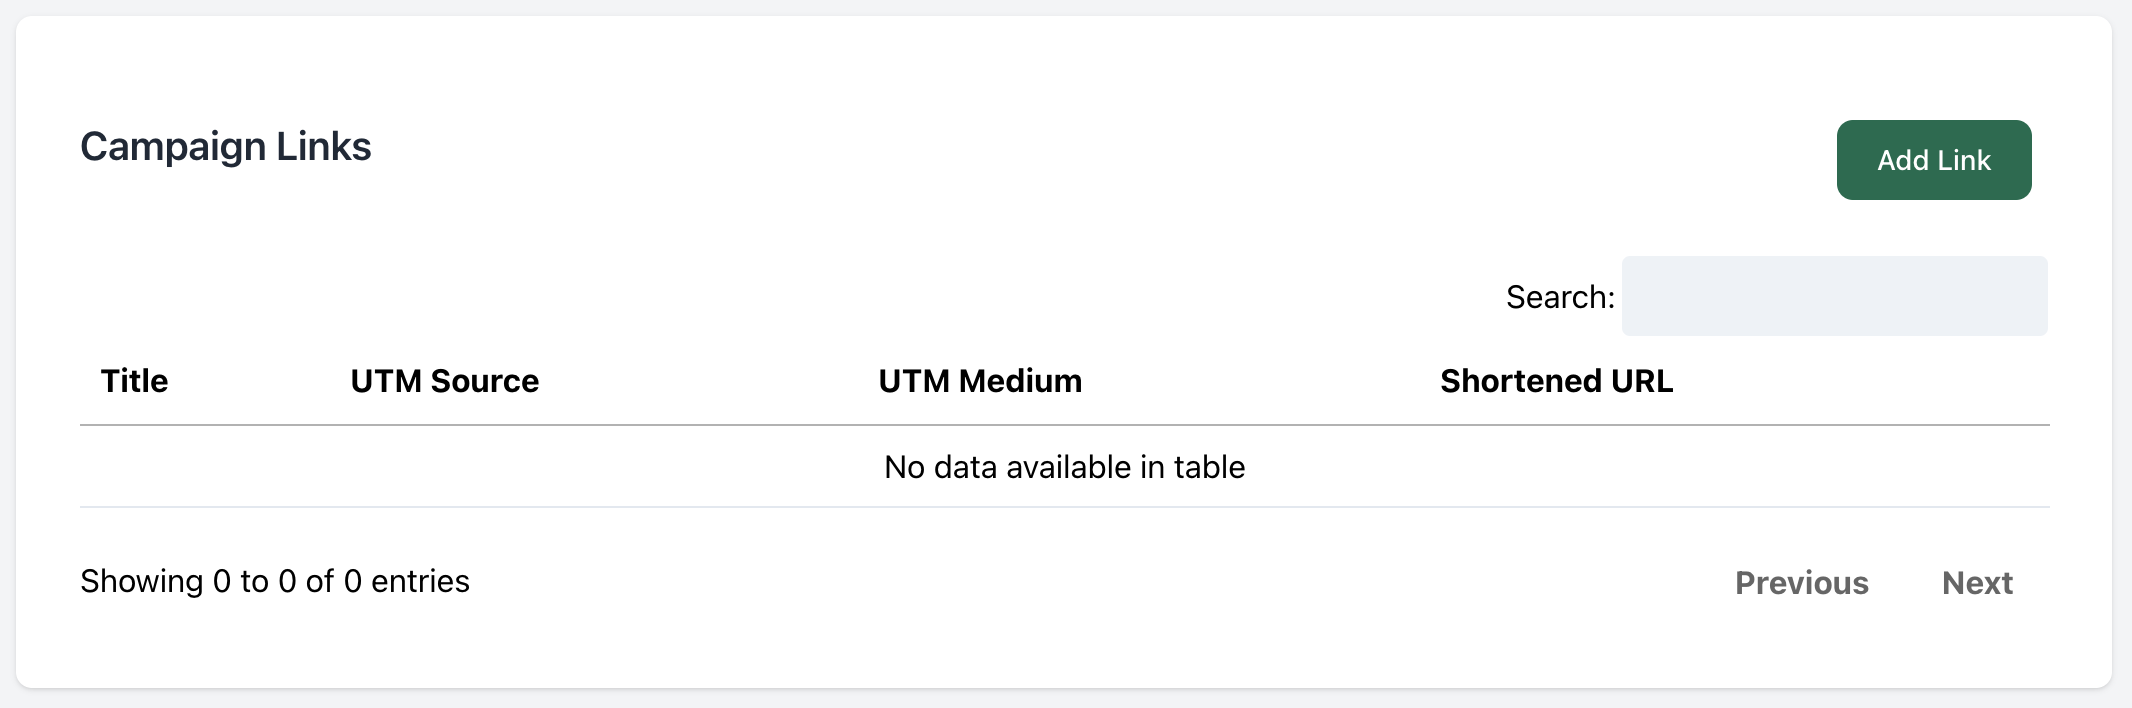 Campaign Links
Add Link
Search:
Title UTM Source UTM Medium Shortened URL
No data available in table
Showing 0 to 0 of 0 entries
Previous Next